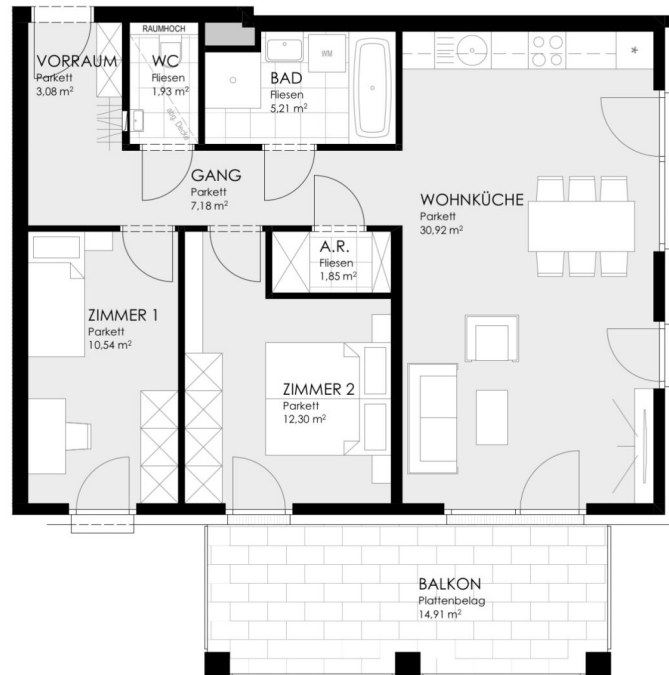 VORRAUM
Parkett
3,08 m²
RAUMHOCH
WC
Fliesen
1,93 m²
abg. Decke
BAD
Fliesen
5,21 m²
WM
*
GANG
Parkett
7,18 m²
WOHNKÜCHE
Parkett
30,92 m²
A.R.
Fliesen
1,85 m²
ZIMMER 1
Parkett
10,54 m²
ZIMMER 2
Parkett
12,30 m²
BALKON
Plattenbelag
14,91 m²